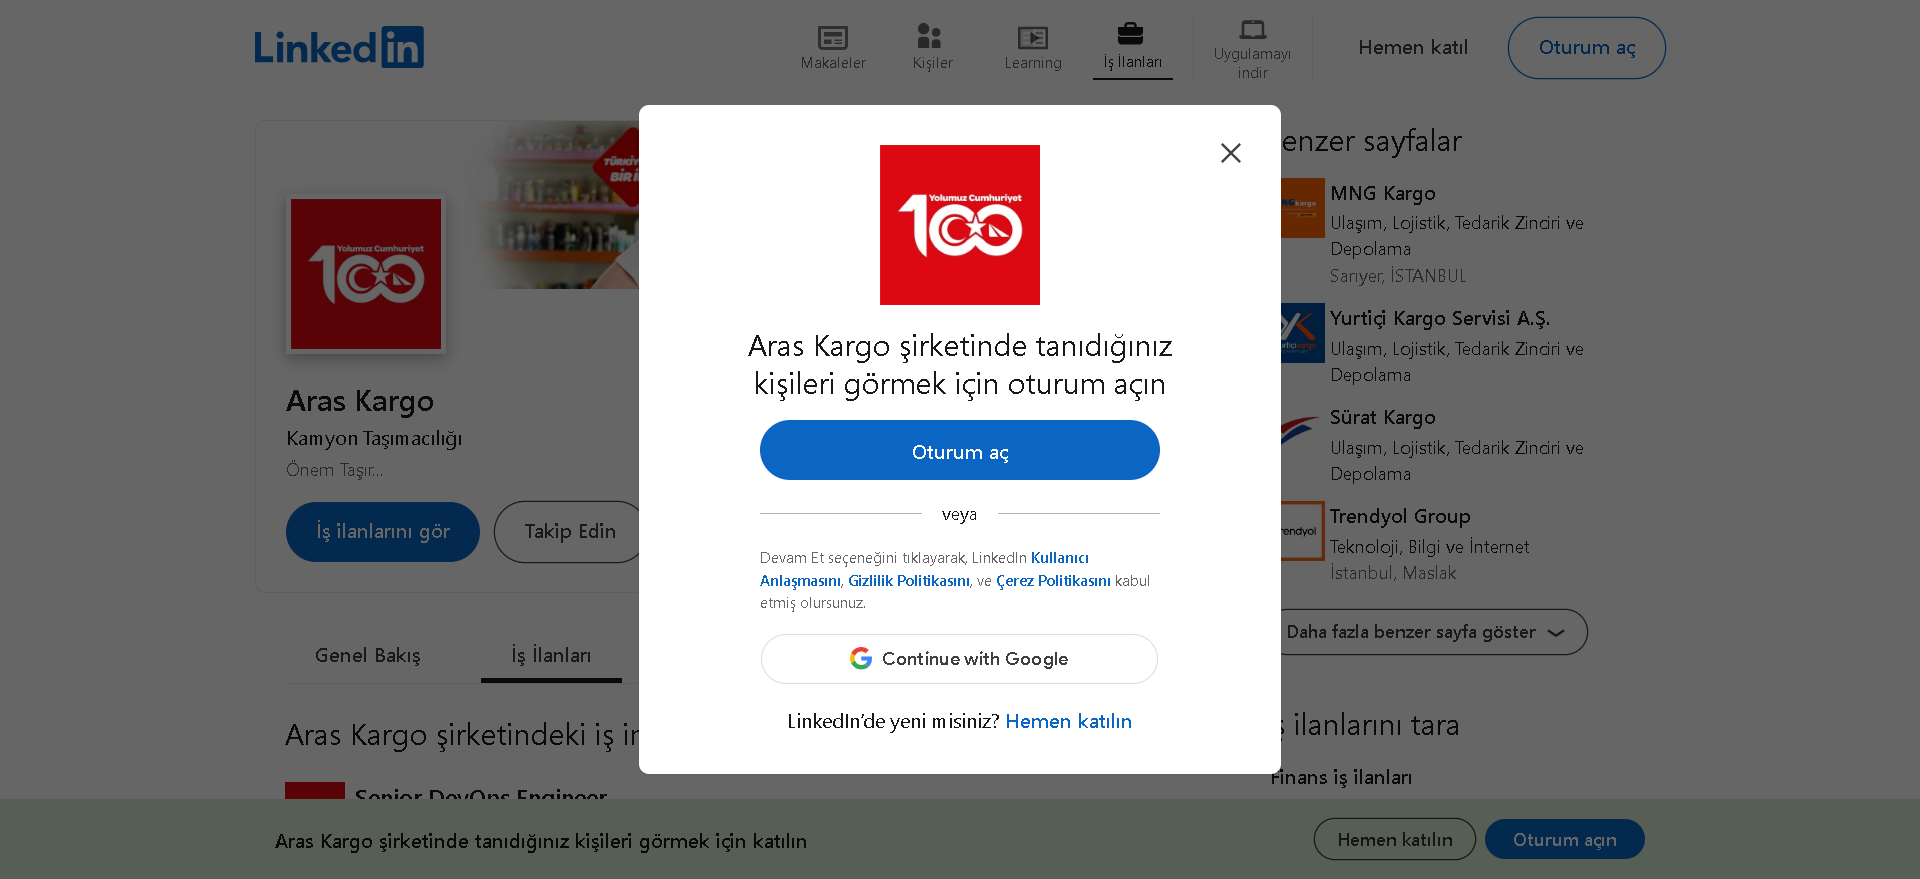 LinkedIn
Makaleler
Kişiler
Learning
İş İlanları
Uygulamayı
indir
Hemen katıl
Oturum aç
TÜRKİY
BİR İ
Yolumuz Cumhuriyet
100
Aras Kargo
Kamyon Taşımacılığı
Önem Taşır...
İş ilanlarını gör
Takip Edin
Genel Bakış
İş İlanları
Aras Kargo şirketindeki iş
Senior DevOps Engineer
Yolumuz Cumhuriyet
100
Aras Kargo şirketinde tanıdığınız
kişileri görmek için oturum açın
Oturum aç
veya
Devam Et seçeneğini tıklayarak, LinkedIn Kullanıcı
Anlaşmasını, Gizlilik Politikasını, ve Çerez Politikasını kabul
etmiş olursunuz.
Continue with Google
LinkedIn’de yeni misiniz? Hemen katılın
enzer sayfalar
NG kargo
MNG Kargo
Ulaşım, Lojistik, Tedarik Zinciri ve
Depolama
Sarıyer, İSTANBUL
Yurtiçi Kargo Servisi A.Ş.
Ulaşım, Lojistik, Tedarik Zinciri ve
Depolama
Sürat Kargo
Ulaşım, Lojistik, Tedarik Zinciri ve
Depolama
rendyol
Trendyol Group
Teknoloji, Bilgi ve İnternet
İstanbul, Maslak
Daha fazla benzer sayfa göster
ş ilanlarını tara
Finans iş ilanları
Aras Kargo şirketinde tanıdığınız kişileri görmek için katılın
Hemen katılın
Oturum açın